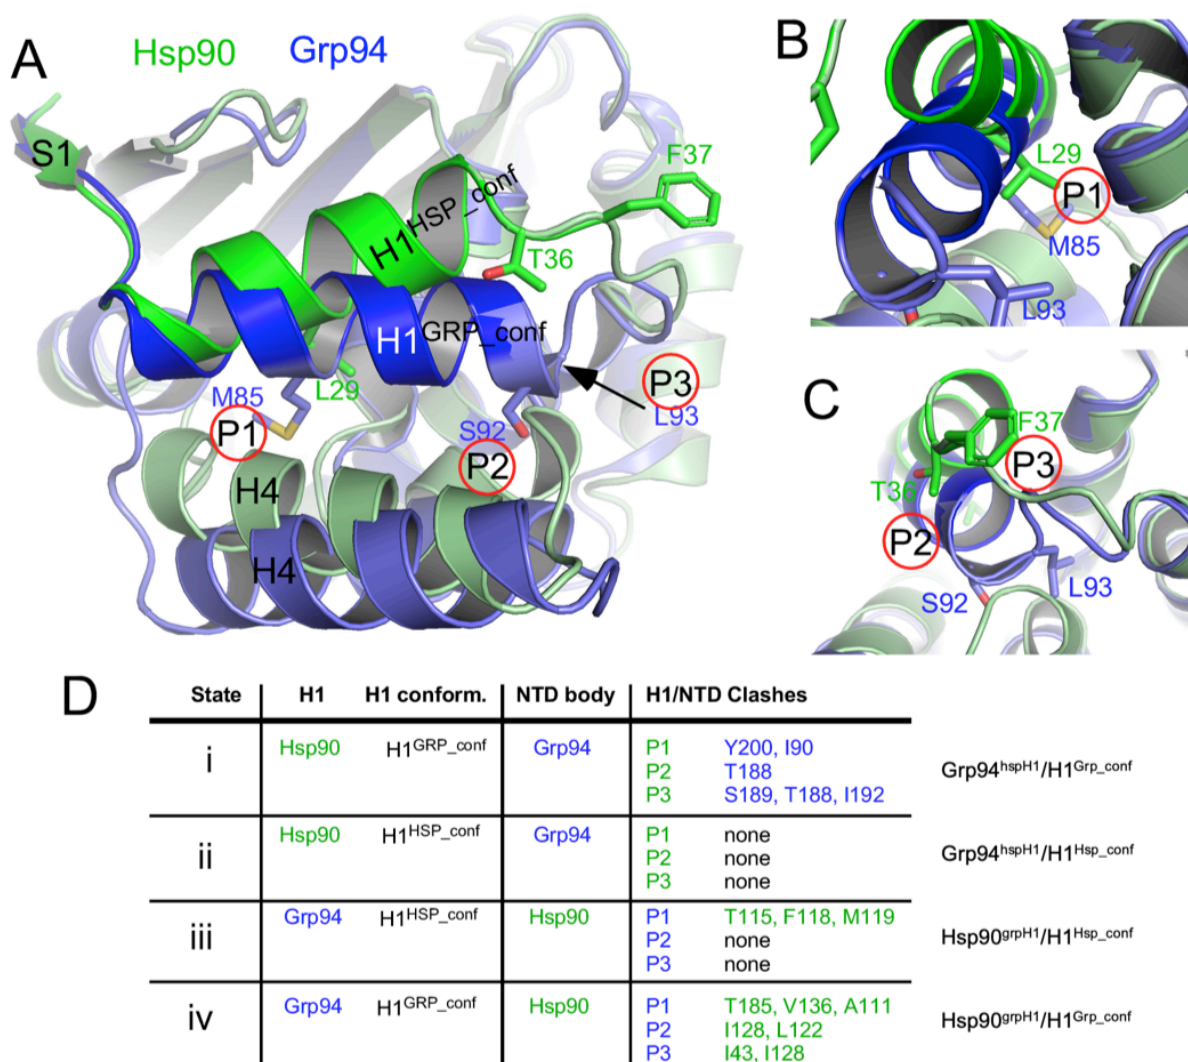 A
Hsp90 Grp94
S1
F37
H1HSP_conf
T36
H1GRP_conf
P3
L93
M85
L29
P1
S92
P2
H4
H4
B
L29
P1
M85
L93
C
F37
P3
T36
P2
S92
L93
D
State H1 H1 conform. NTD body H1/NTD Clashes
i Hsp90 H1GRP_conf Grp94 P1 Y200, I90
P2 T188
P3 S189, T188, I192
Grp94hspH1/H1Grp_conf
ii Hsp90 H1HSP_conf Grp94 P1 none
P2 none
P3 none
Grp94hspH1/H1Hsp_conf
iii Grp94 H1HSP_conf Hsp90 P1 T115, F118, M119
P2 none
P3 none
Hsp90grpH1/H1Hsp_conf
iv Grp94 H1GRP_conf Hsp90 P1 T185, V136, A111
P2 I128, L122
P3 I43, I128
Hsp90grpH1/H1Grp_conf